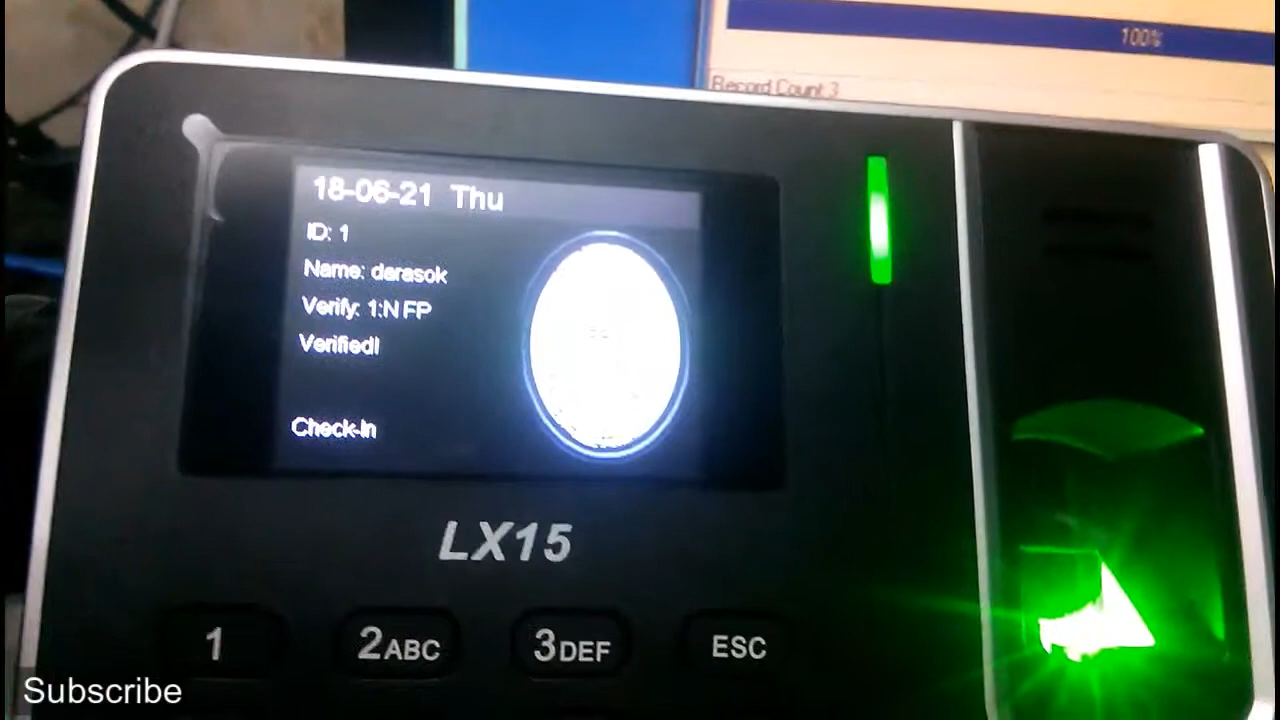 100%
Record Count:3
18-06-21 Thu
ID: 1
Name: darasok
Verify: 1:N FP
Verified!
Check-In
LX15
1
2ABC
3DEF
ESC
Subscribe